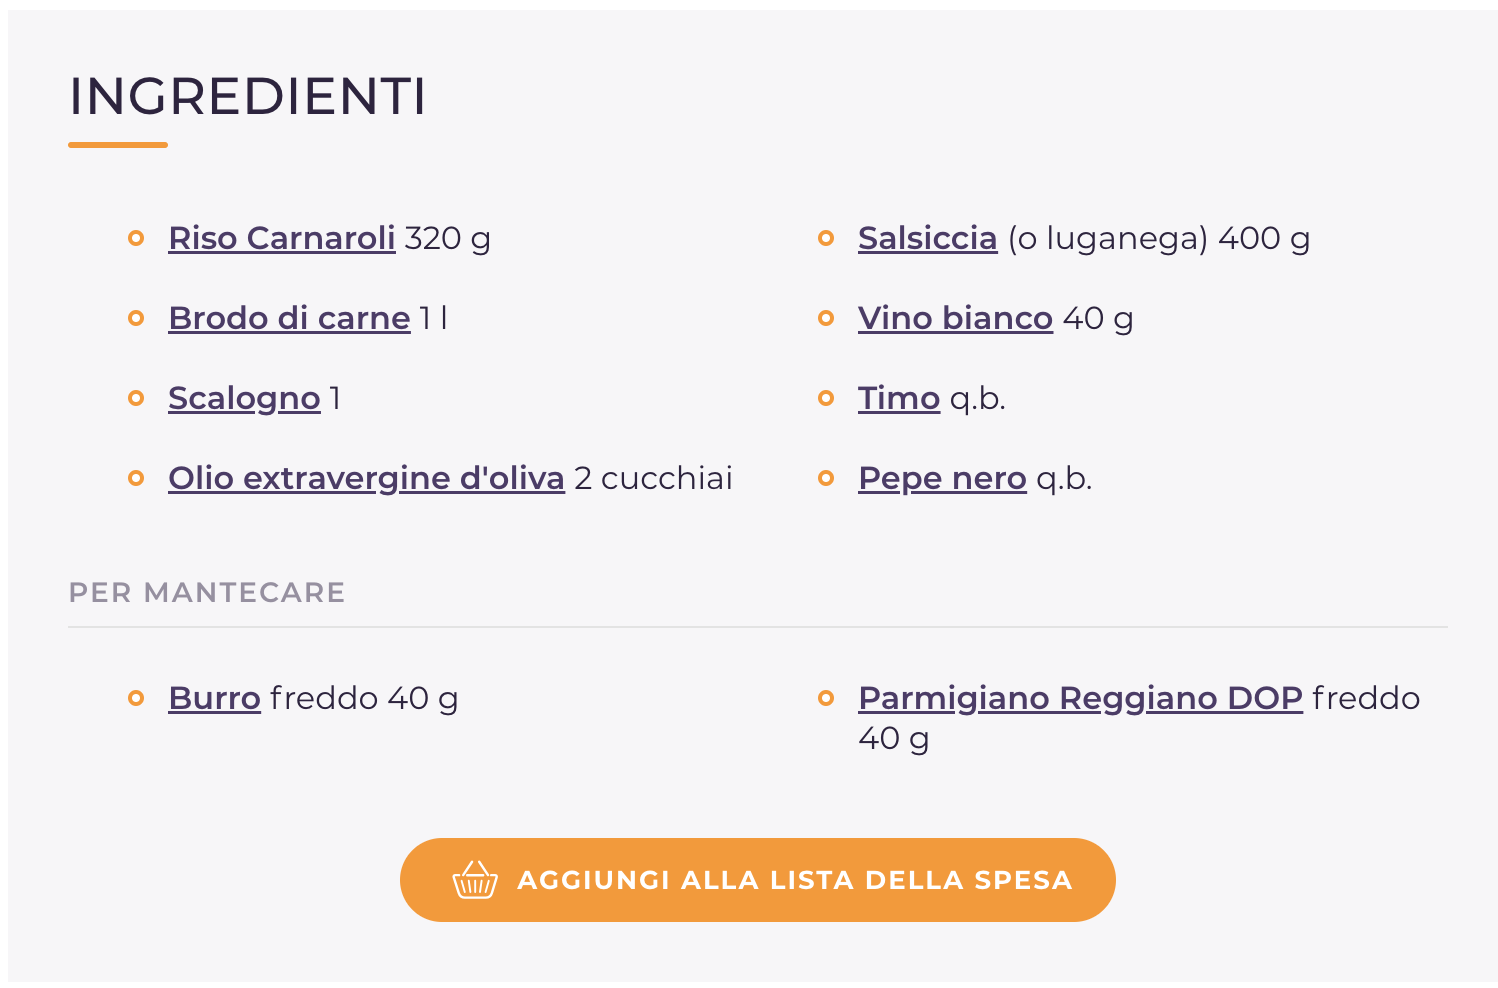 INGREDIENTI
Riso Carnaroli 320 g
Salsiccia (o luganega) 400 g
Brodo di carne 1 l
Vino bianco 40 g
Scalogno 1
Timo q.b.
Olio extravergine d'oliva 2 cucchiai
Pepe nero q.b.
PER MANTECARE
Burro freddo 40 g
Parmigiano Reggiano DOP freddo
40 g
AGGIUNGI ALLA LISTA DELLA SPESA